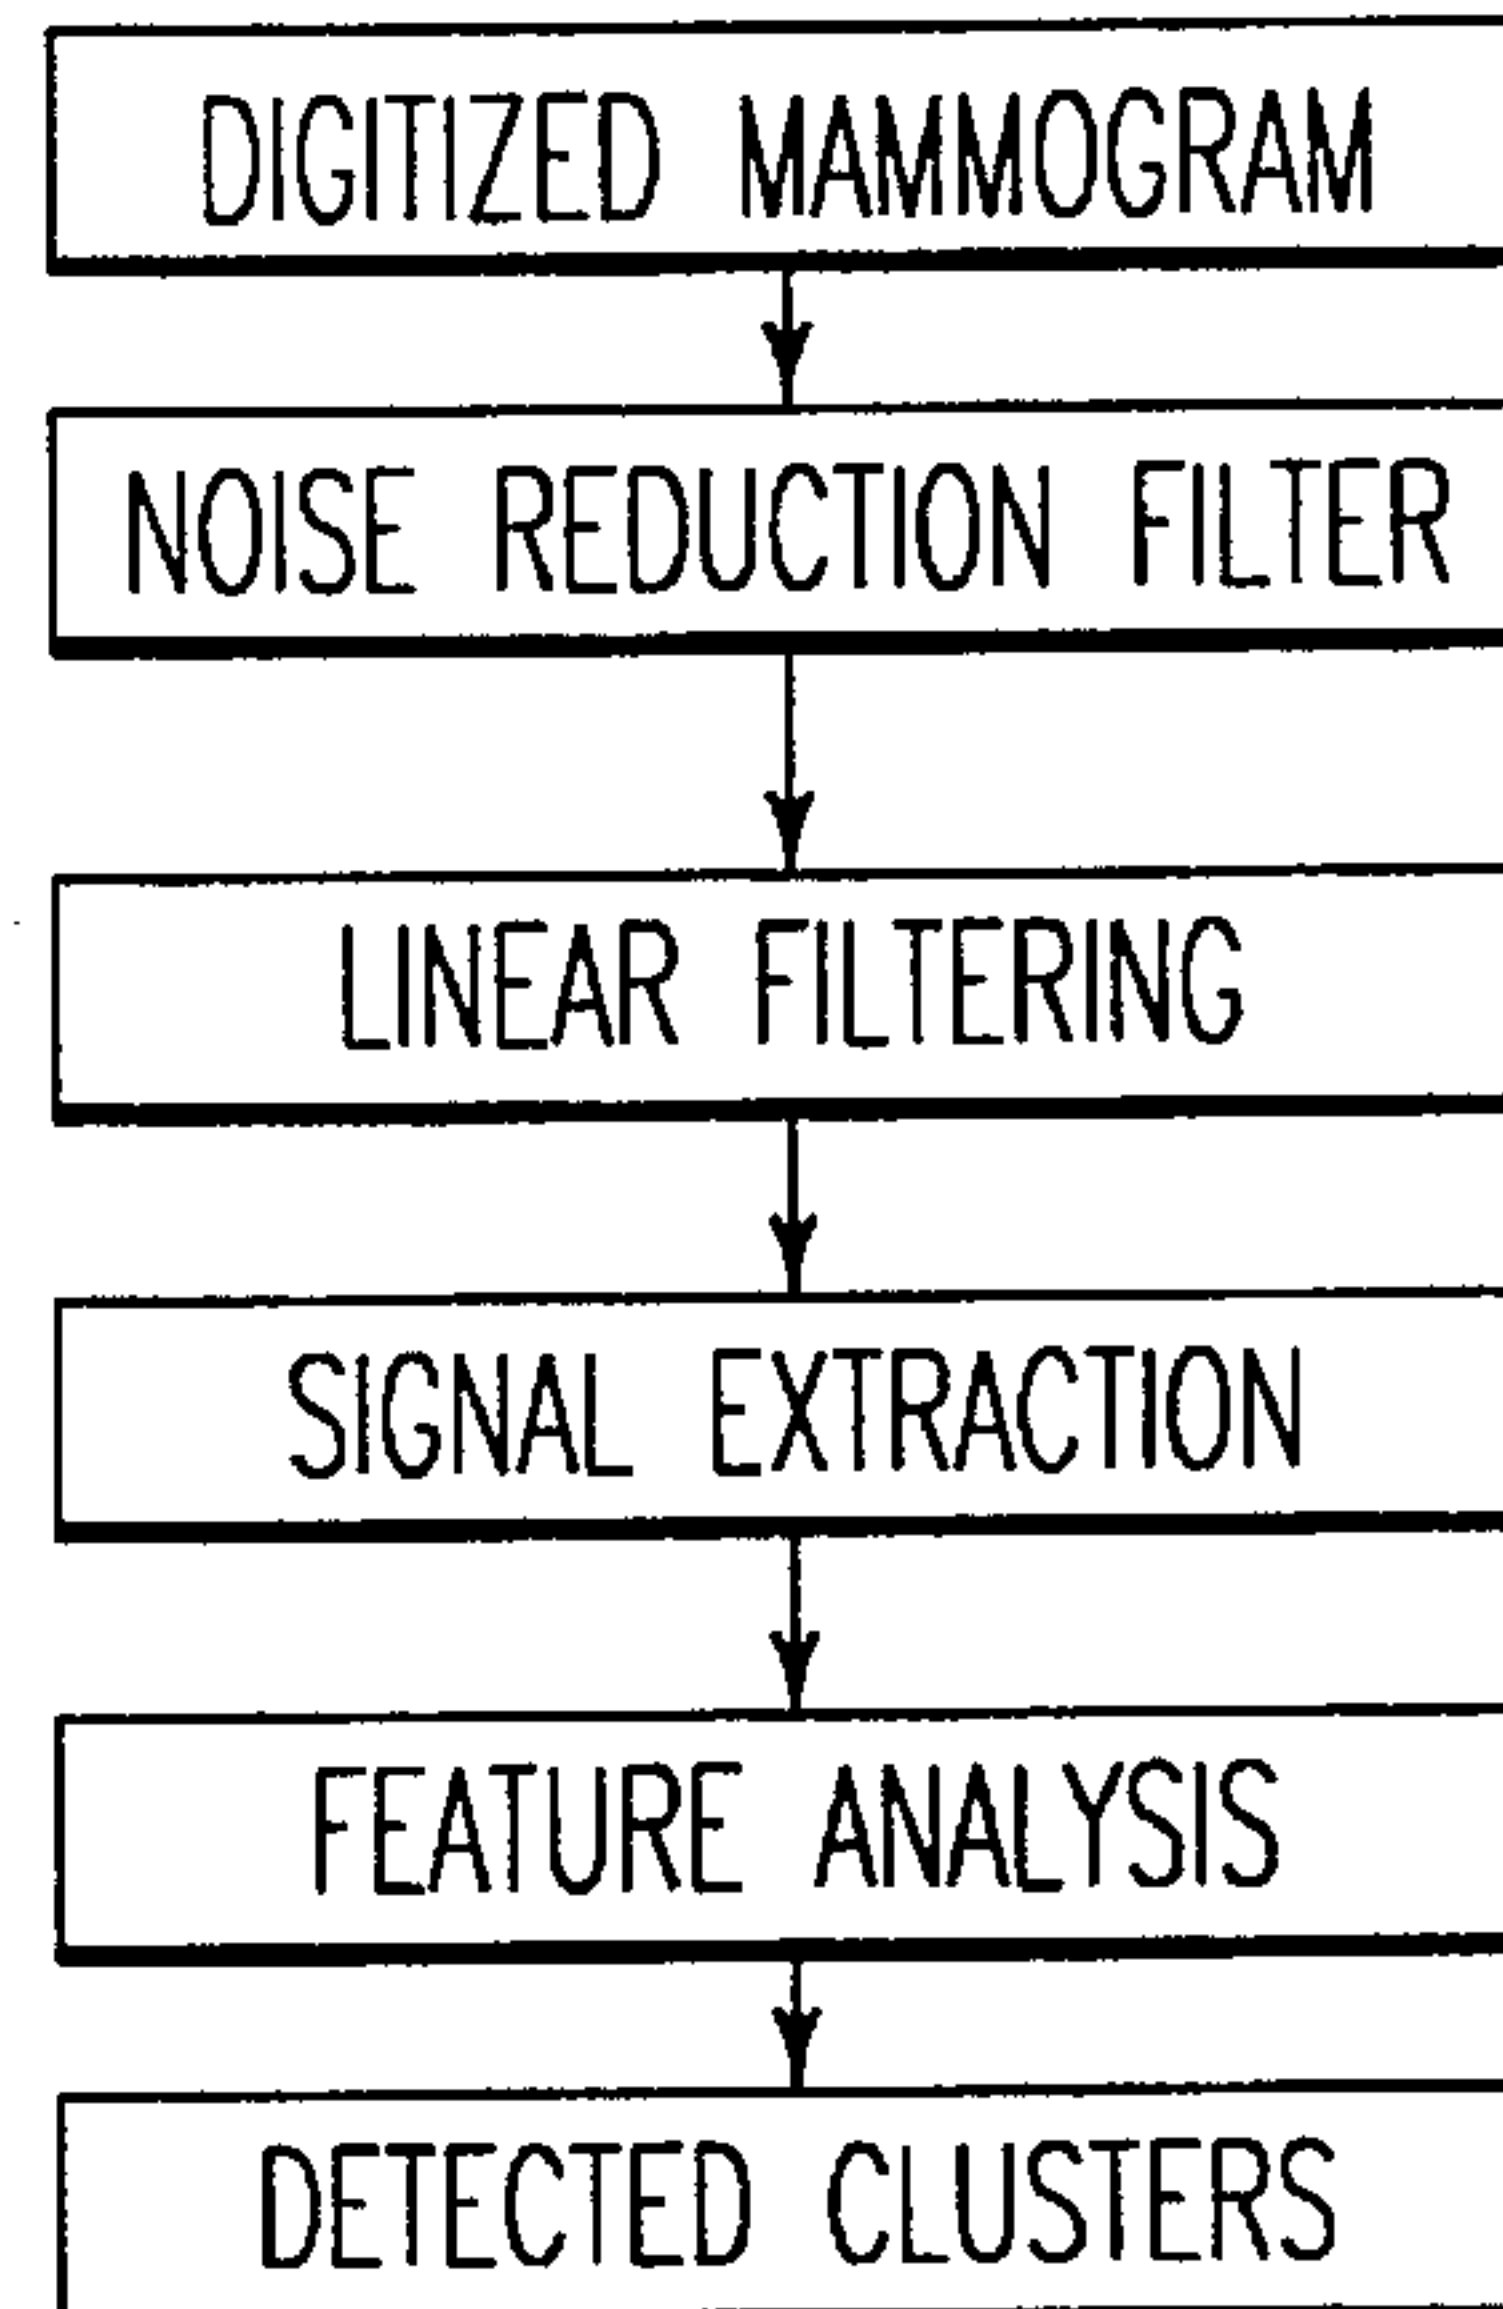 DIGITIZED MAMMOGRAM
NOISE REDUCTION FILTER
LINEAR FILTERING
SIGNAL EXTRACTION
FEATURE ANALYSIS
DETECTED CLUSTERS